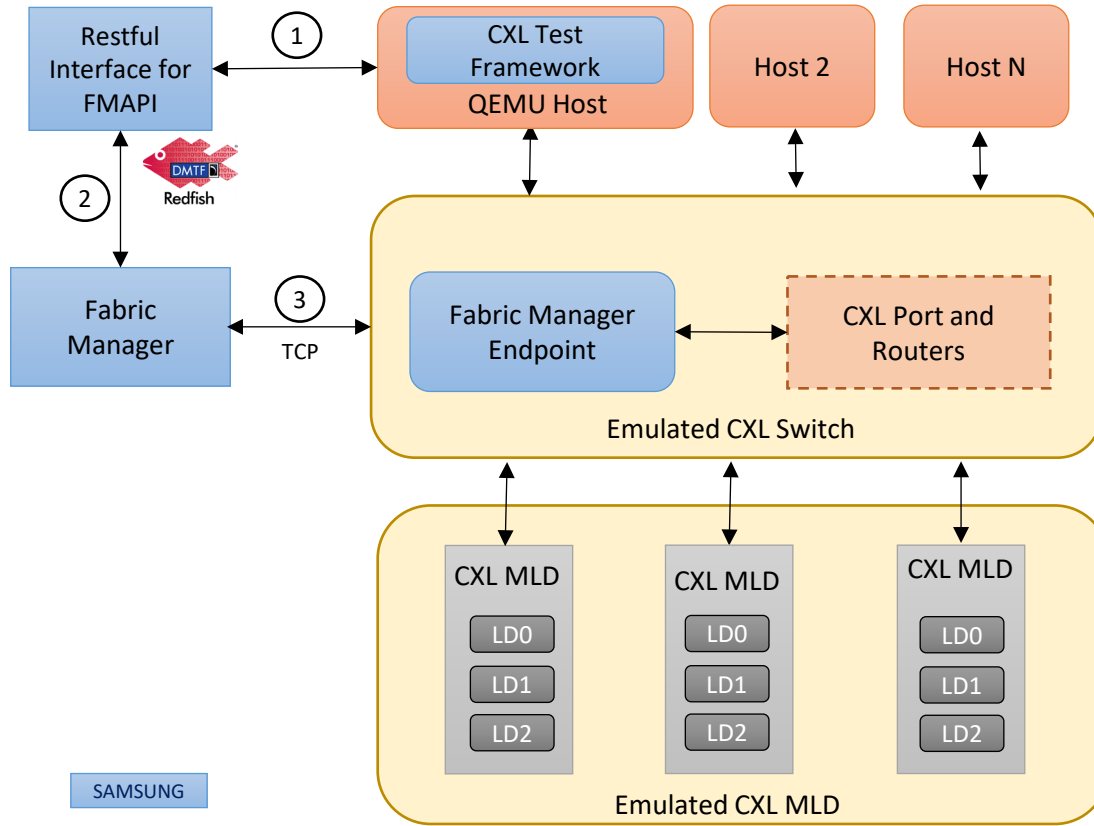 Restful
Interface for
FMAPI
1
CXL Test
Framework
QEMU Host
Host 2
Host N
2
DMTF
Redfish
Fabric
Manager
3
TCP
Fabric Manager
Endpoint
CXL Port and
Routers
Emulated CXL Switch
CXL MLD
LD0
LD1
LD2
CXL MLD
LD0
LD1
LD2
CXL MLD
LD0
LD1
LD2
Emulated CXL MLD
SAMSUNG